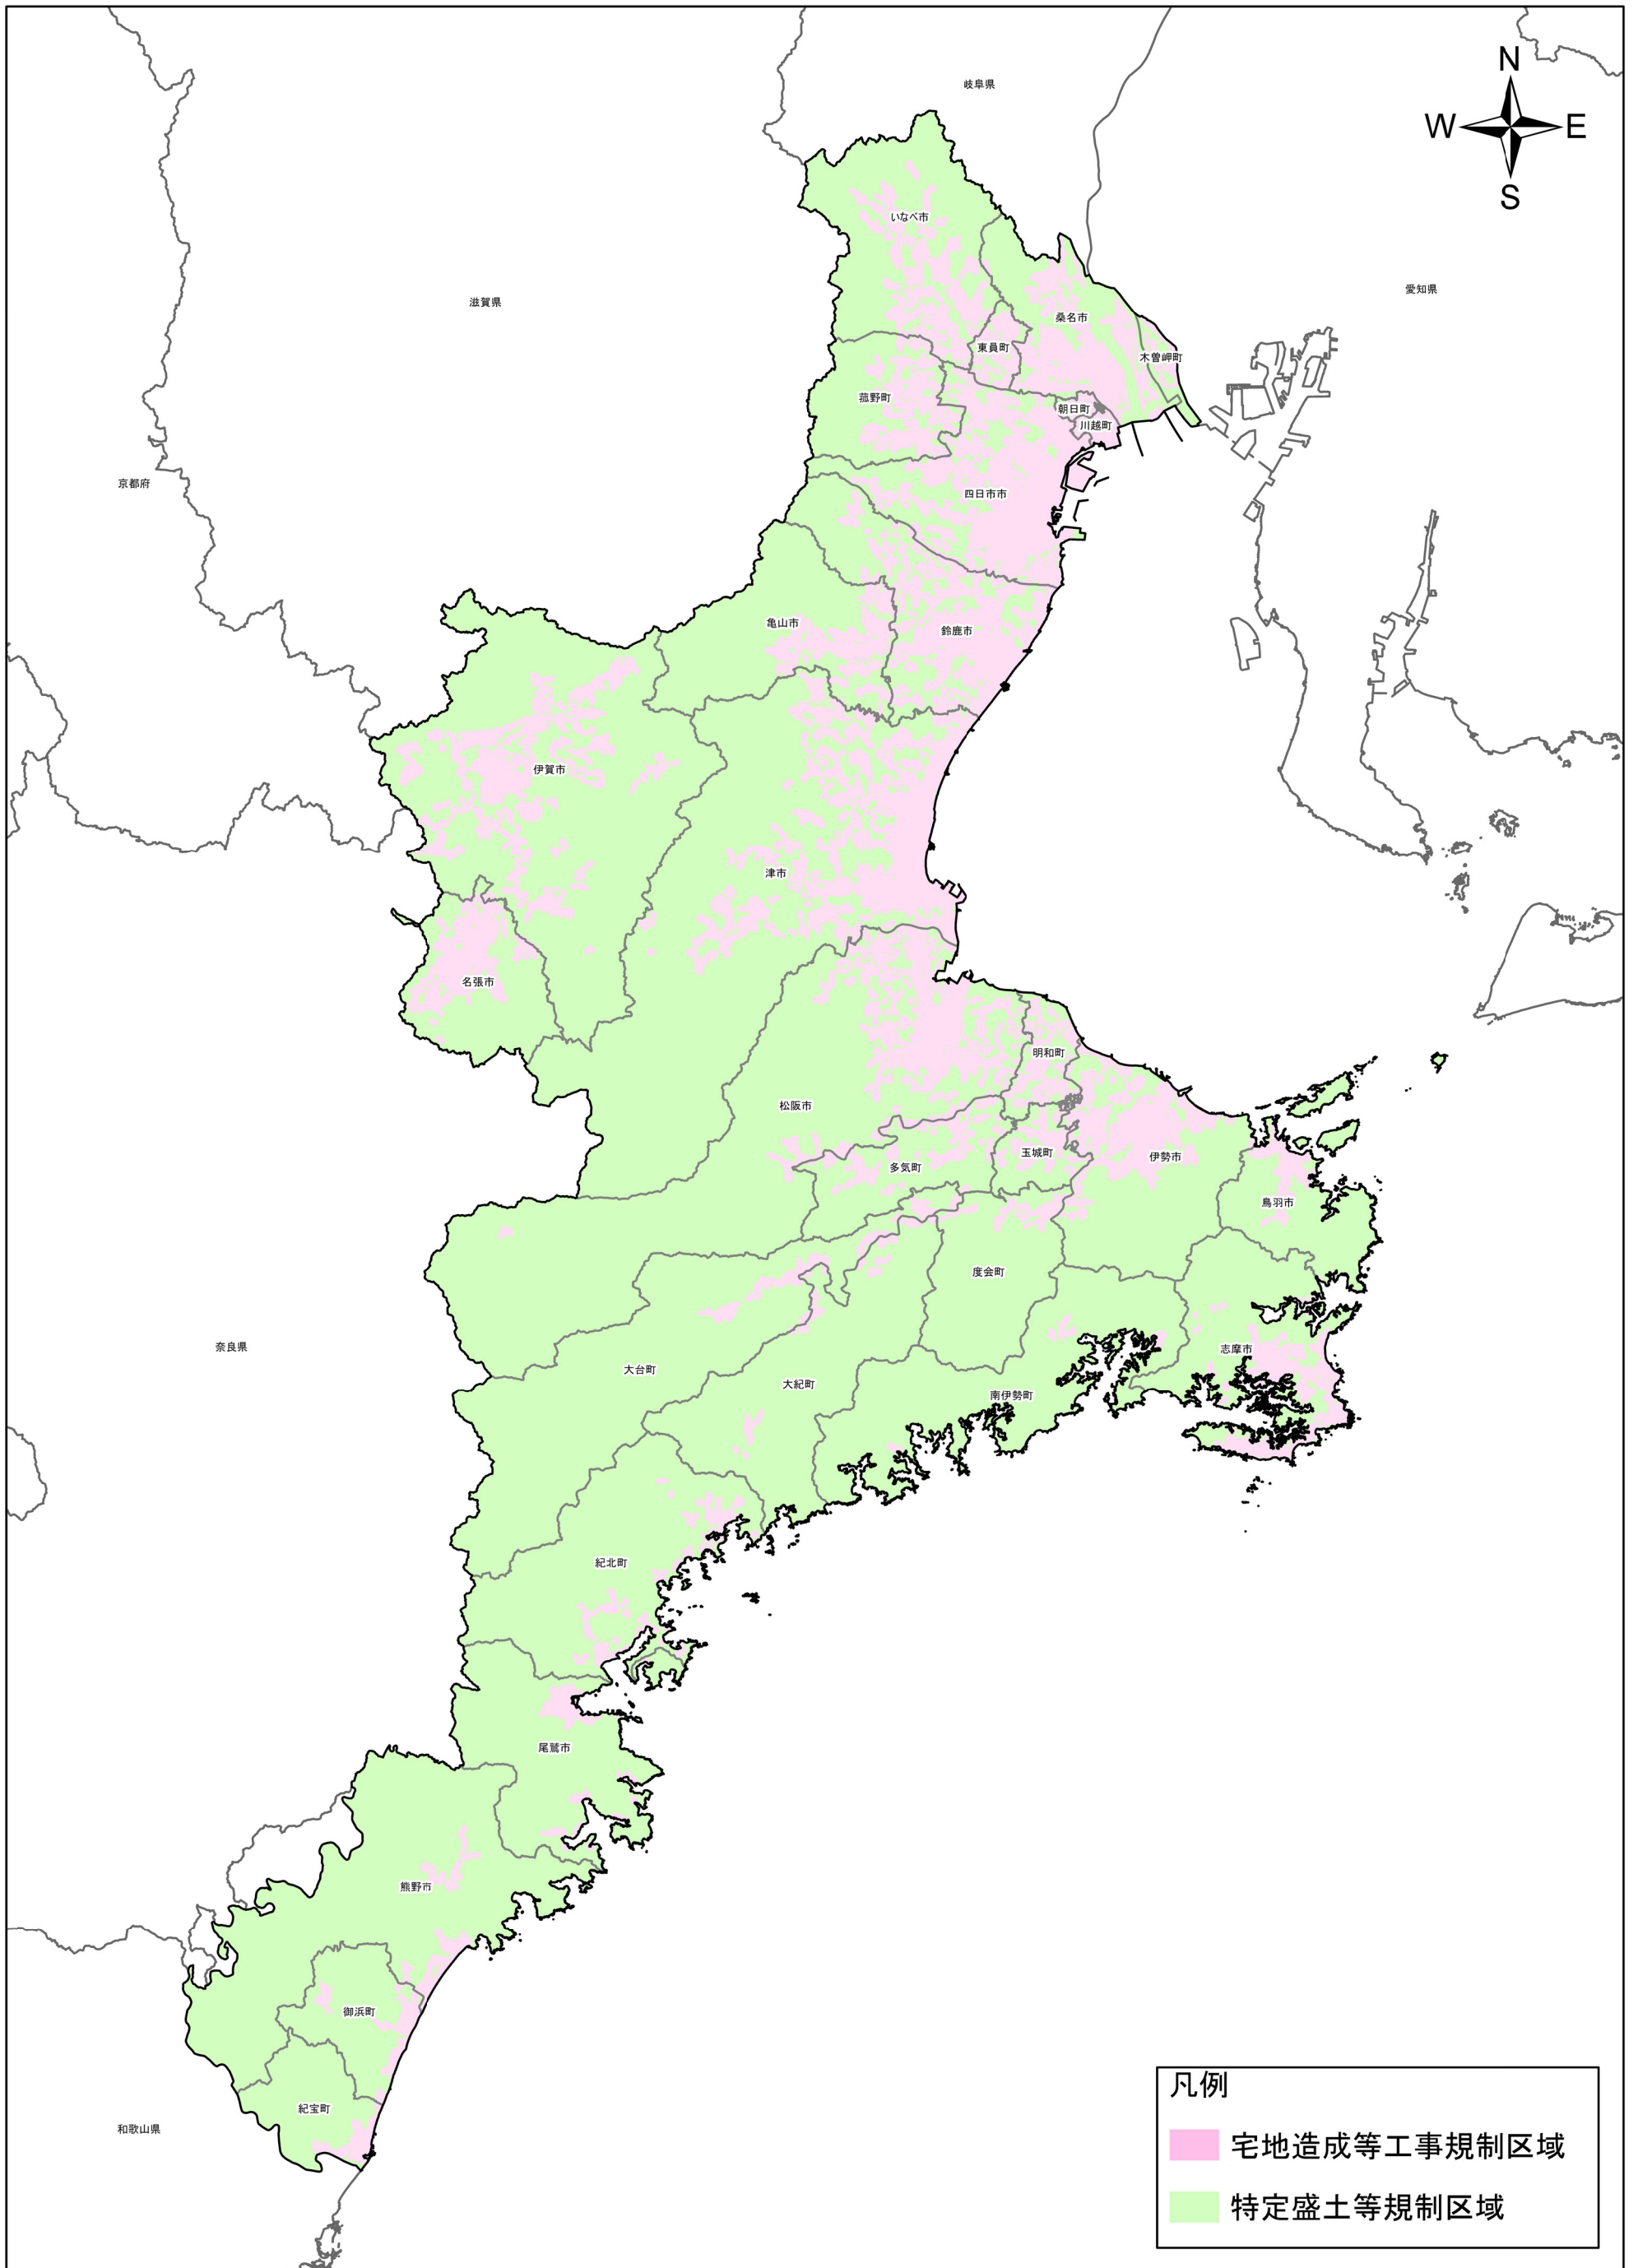 岐阜県
N
W
E
S
いなべ市
滋賀県
愛知県
桑名市
東員町
木曽岬町
菰野町
朝日町
川越町
京都府
四日市市
亀山市
鈴鹿市
伊賀市
津市
名張市
明和町
松阪市
玉城町
伊勢市
多気町
鳥羽市
度会町
奈良県
志摩市
大台町
大紀町
南伊勢町
紀北町
尾鷲市
熊野市
御浜町
紀宝町
和歌山県
凡例
宅地造成等工事規制区域
特定盛土等規制区域